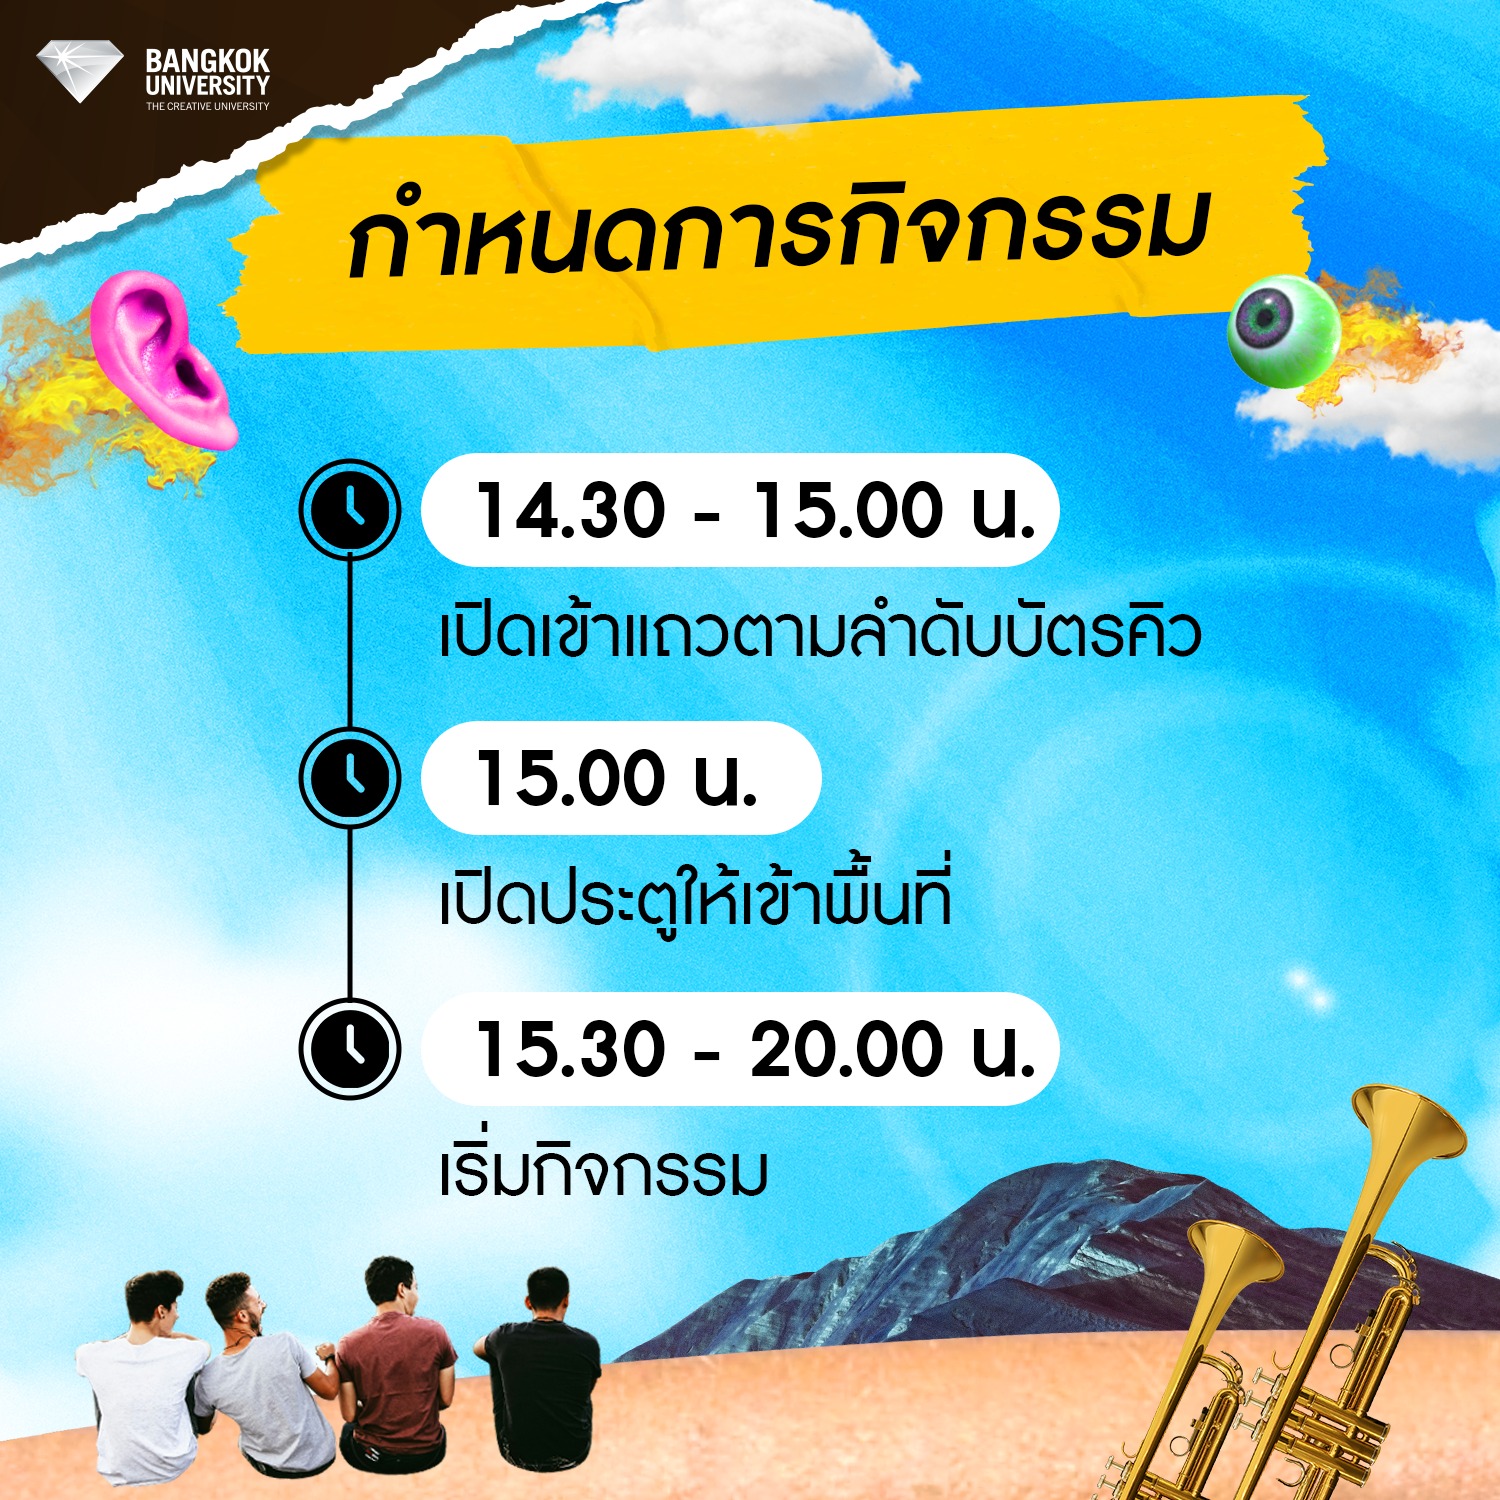 BANGKOK
UNIVERSITY
THE CREATIVE UNIVERSITY
กำหนดการกิจกรรม
14.30 - 15.00 น.
เปิดเข้าแถวตามลำดับบัตรคิว
15.00 น.
เปิดประตูให้เข้าพื้นที่
15.30 - 20.00 น.
เริ่มกิจกรรม